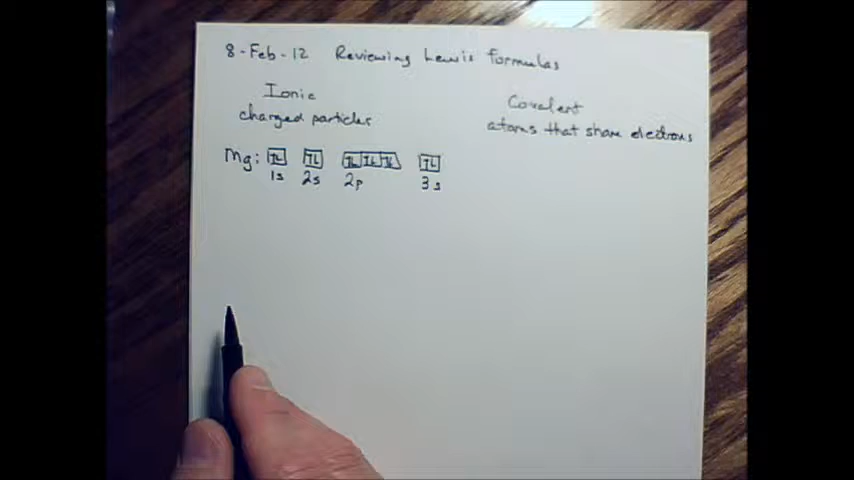 8-Feb-12 Reviewing Lewis formulas
Ionic
charged particles
Covalent
atoms that share electrons
Mg: ↑↓ ↑↓ ↑↓ ↑↓ ↑↓ ↑↓
1s 2s 2p 3s